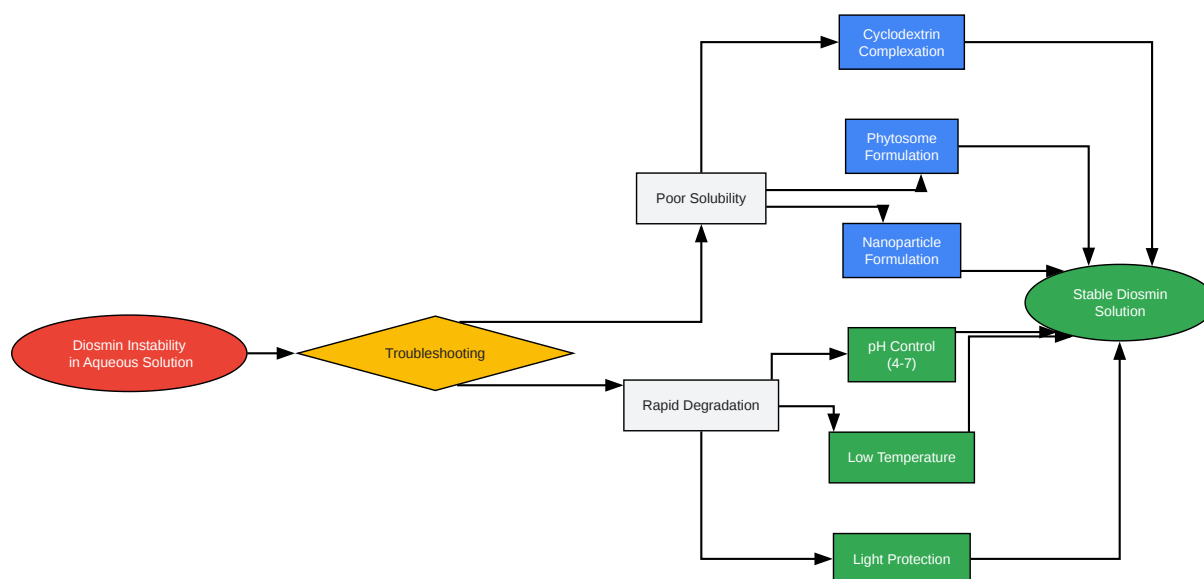 Cyclodextrin
Complexation
Phytosome
Formulation
Poor Solubility
Nanoparticle
Formulation
Stable Diosmin
Solution
Diosmin Instability
in Aqueous Solution
Troubleshooting
pH Control
(4-7)
Rapid Degradation
Low Temperature
Light Protection